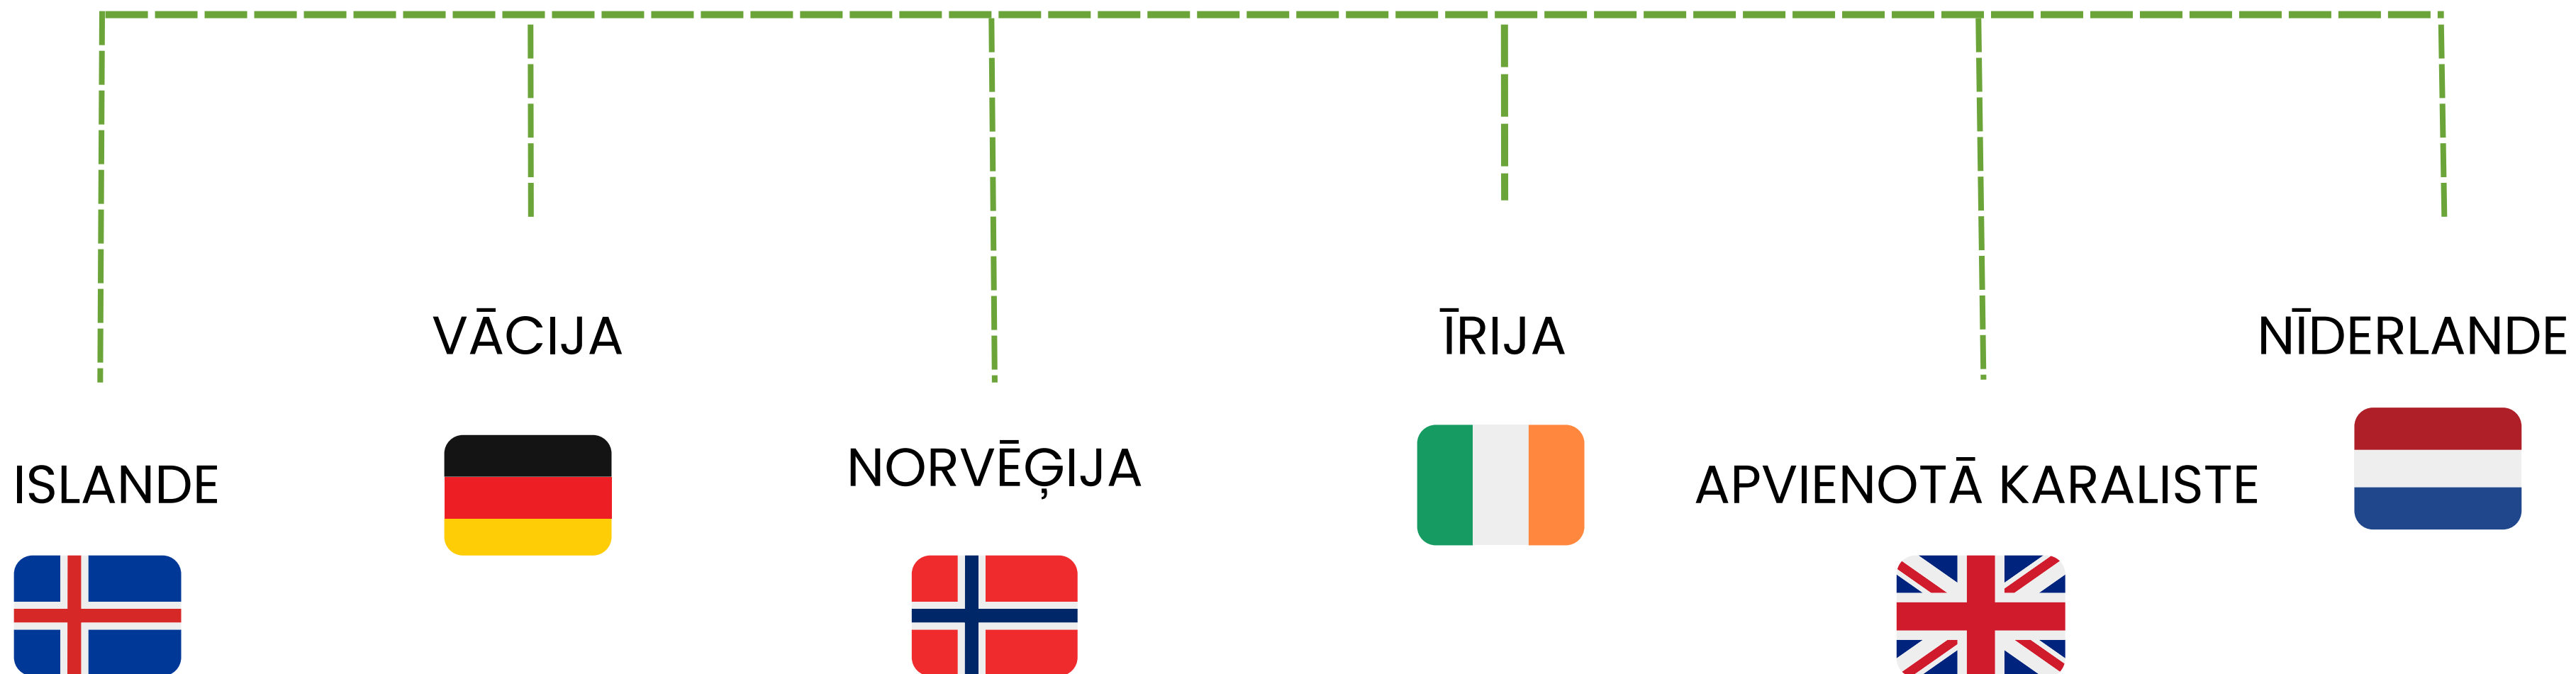 ISLANDE
VĀCIJA
NORVĒĢIJA
ĪRIJA
APVIENOTĀ KARALISTE
NĪDERLANDE